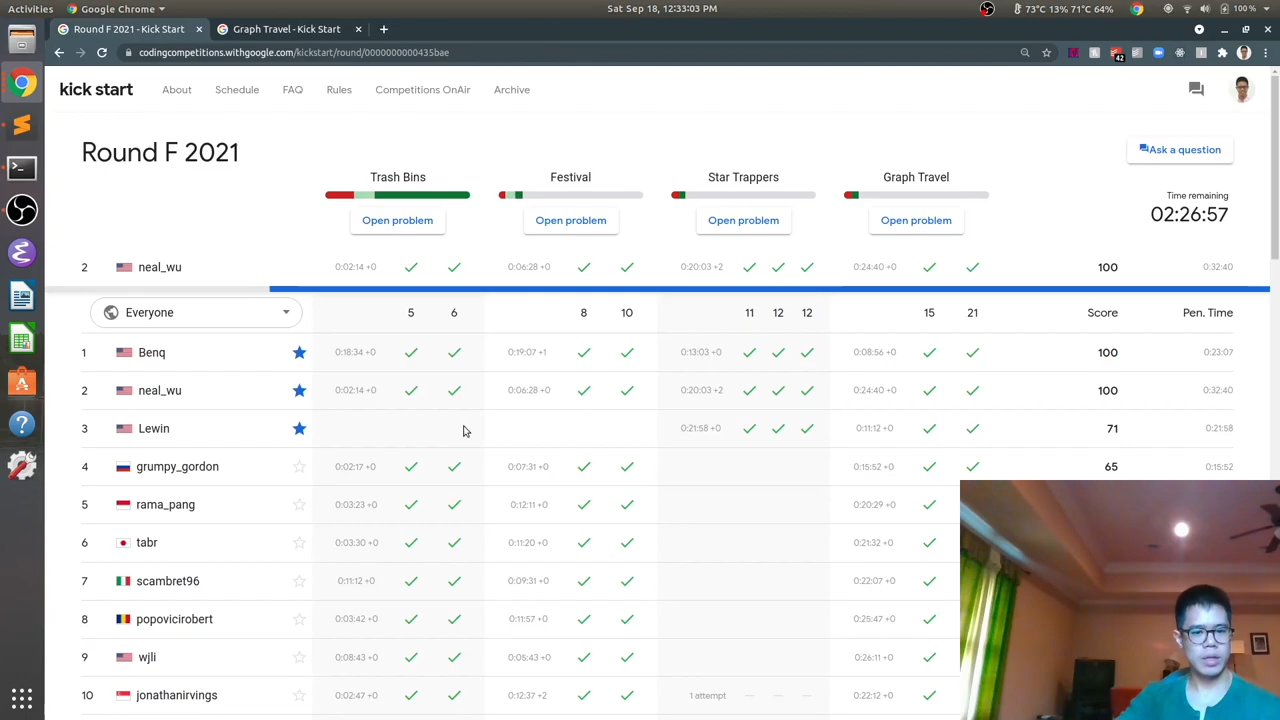 Activities Google Chrome Sat Sep 18, 12:33:03 PM 73°C 13% 71°C 64% 100 %
Round F 2021 - Kick Start Graph Travel - Kick Start
codingcompetitions.withgoogle.com/kickstart/round/0000000000435bae 42
kick start About Schedule FAQ Rules Competitions OnAir Archive
Round F 2021 Ask a question
Trash Bins Festival Star Trappers Graph Travel
Time remaining
Open problem Open problem Open problem Open problem 02:26:57
2 neal_wu 0:02:14 +0 0:06:28 +0 0:20:03 +2 0:24:40 +0 100 0:32:40
Everyone 5 6 8 10 11 12 12 15 21 Score Pen. Time
1 Benq 0:18:34 +0 0:19:07 +1 0:13:03 +0 0:08:56 +0 100 0:23:07
2 neal_wu 0:02:14 +0 0:06:28 +0 0:20:03 +2 0:24:40 +0 100 0:32:40
3 Lewin 0:21:58 +0 0:11:12 +0 71 0:21:58
4 grumpy_gordon 0:02:17 +0 0:07:31 +0 0:15:52 +0 65 0:15:52
5 rama_pang 0:03:23 +0 0:12:11 +0 0:20:29 +0
6 tabr 0:03:30 +0 0:11:20 +0 0:21:32 +0
7 scambret96 0:11:12 +0 0:09:31 +0 0:22:07 +0
8 popovicirobert 0:03:42 +0 0:11:57 +0 0:25:47 +0
9 wjli 0:08:43 +0 0:05:43 +0 0:26:11 +0
10 jonathanirvings 0:02:47 +0 0:12:37 +2 1 attempt 0:22:12 +0